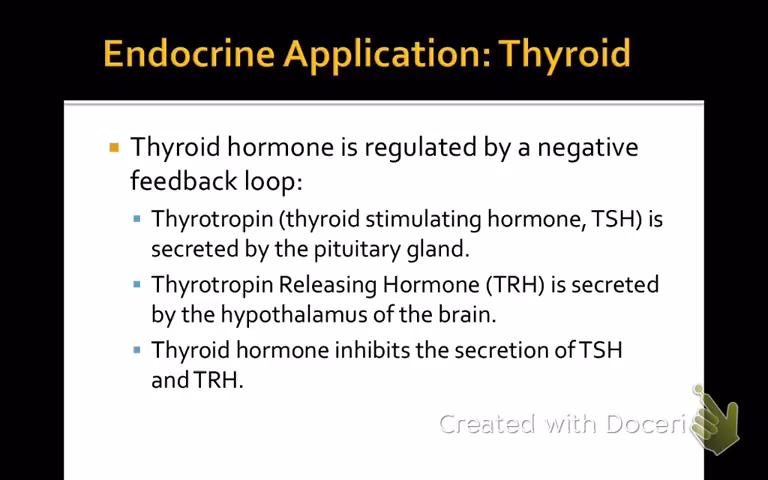 Endocrine Application: Thyroid
Thyroid hormone is regulated by a negative
feedback loop:
Thyrotropin (thyroid stimulating hormone, TSH) is
secreted by the pituitary gland.
Thyrotropin Releasing Hormone (TRH) is secreted
by the hypothalamus of the brain.
Thyroid hormone inhibits the secretion of TSH
and TRH.
Created with Doceri